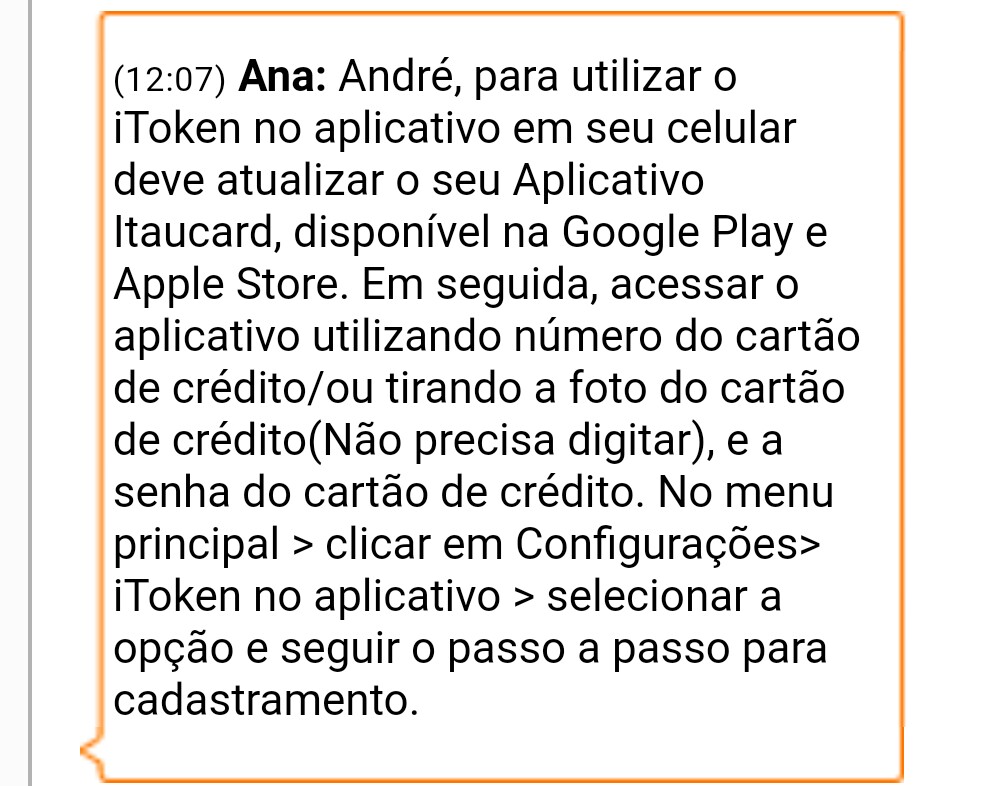 (12:07) Ana: André, para utilizar o
iToken no aplicativo em seu celular
deve atualizar o seu Aplicativo
Itaucard, disponível na Google Play e
Apple Store. Em seguida, acessar o
aplicativo utilizando número do cartão
de crédito/ou tirando a foto do cartão
de crédito(Não precisa digitar), e a
senha do cartão de crédito. No menu
principal > clicar em Configurações>
iToken no aplicativo > selecionar a
opção e seguir o passo a passo para
cadastramento.